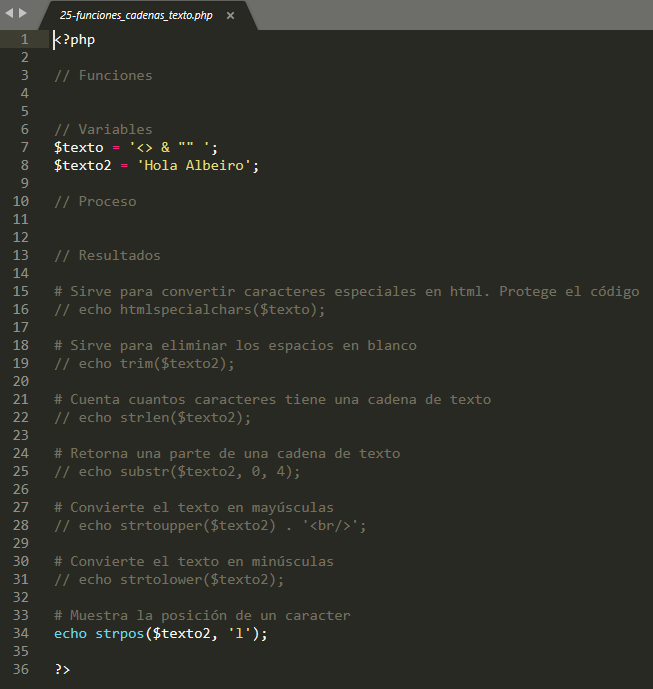 25-funciones_cadenas_texto.php ×
1 <?php
2
3 // Funciones
4
5
6 // Variables
7 $texto = '<> & "" ';
8 $texto2 = 'Hola Albeiro';
9
10 // Proceso
11
12
13 // Resultados
14
15 # Sirve para convertir caracteres especiales en html. Protege el código
16 // echo htmlspecialchars($texto);
17
18 # Sirve para eliminar los espacios en blanco
19 // echo trim($texto2);
20
21 # Cuenta cuantos caracteres tiene una cadena de texto
22 // echo strlen($texto2);
23
24 # Retorna una parte de una cadena de texto
25 // echo substr($texto2, 0, 4);
26
27 # Convierte el texto en mayúsculas
28 // echo strtoupper($texto2) . '<br/>';
29
30 # Convierte el texto en minúsculas
31 // echo strtolower($texto2);
32
33 # Muestra la posición de un caracter
34 echo strpos($texto2, 'l');
35
36 ?>